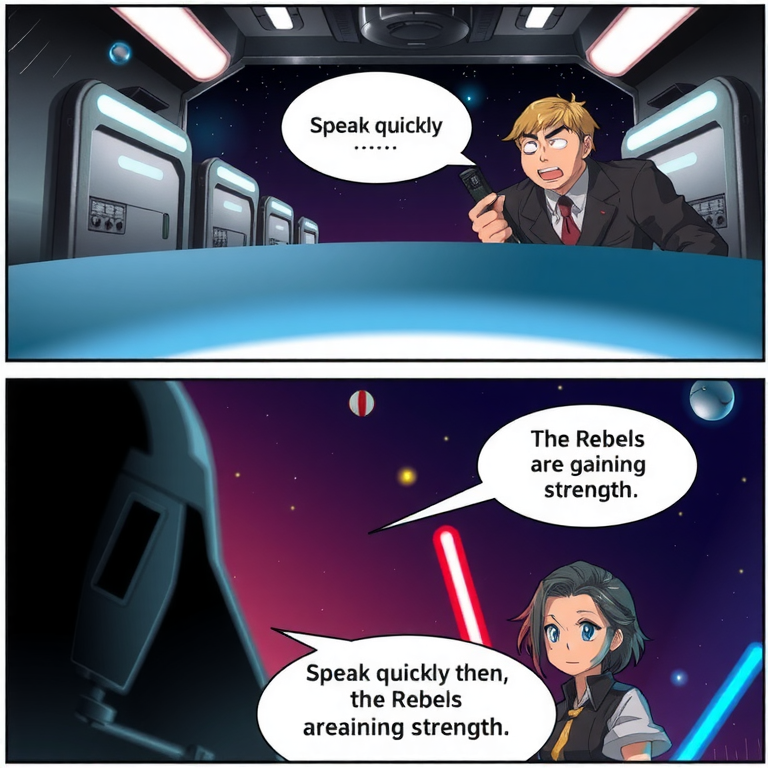 Speak quickly
......
The Rebels
are gaining
strength.
Speak quickly then,
the Rebels
areaining strength.